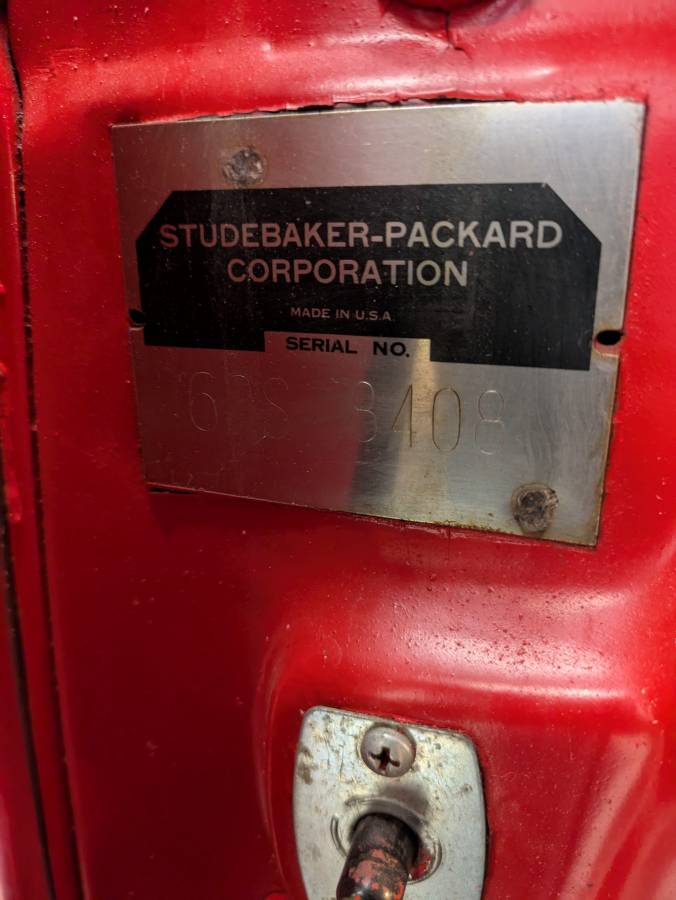 STUDEBAKER-PACKARD
CORPORATION
MADE IN U.S.A.
SERIAL NO.
3408